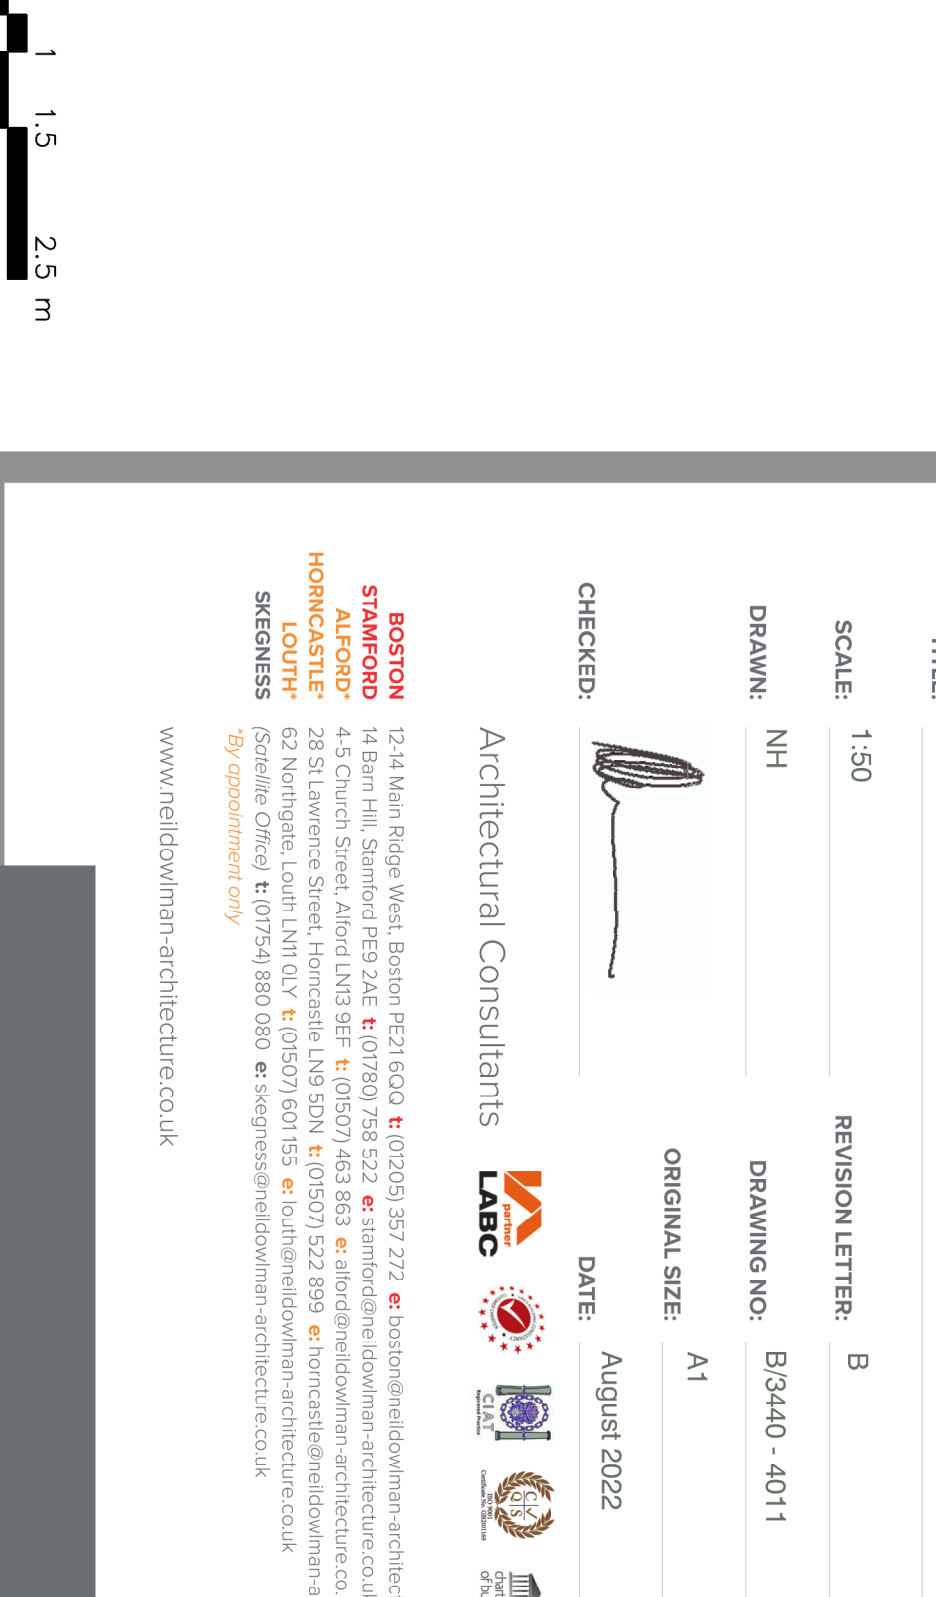 1 1.5 2.5 m
SCALE: 1:50 REVISION LETTER: B
DRAWN: NH DRAWING NO: B/3440 - 4011
ORIGINAL SIZE: A1
CHECKED: DATE: August 2022
Architectural Consultants
partner
LABC
CIAT
Registered Practice
ISO 9001
BOSTON 12-14 Main Ridge West, Boston PE21 6QQ t: (01205) 357 272 e: boston@neildowlman-architect
STAMFORD 14 Barn Hill, Stamford PE9 2AE t: (01780) 758 522 e: stamford@neildowlman-architecture.co.u
ALFORD* 4-5 Church Street, Alford LN13 9EF t: (01507) 463 863 e: alford@neildowlman-architecture.co.
HORNCASTLE* 28 St Lawrence Street, Horncastle LN9 5DN t: (01507) 522 899 e: horncastle@neildowlman-a
LOUTH* 62 Northgate, Louth LN11 0LY t: (01507) 601 155 e: louth@neildowlman-architecture.co.uk
SKEGNESS (Satellite Office) t: (01754) 880 080 e: skegness@neildowlman-architecture.co.uk
*By appointment only
www.neildowlman-architecture.co.uk